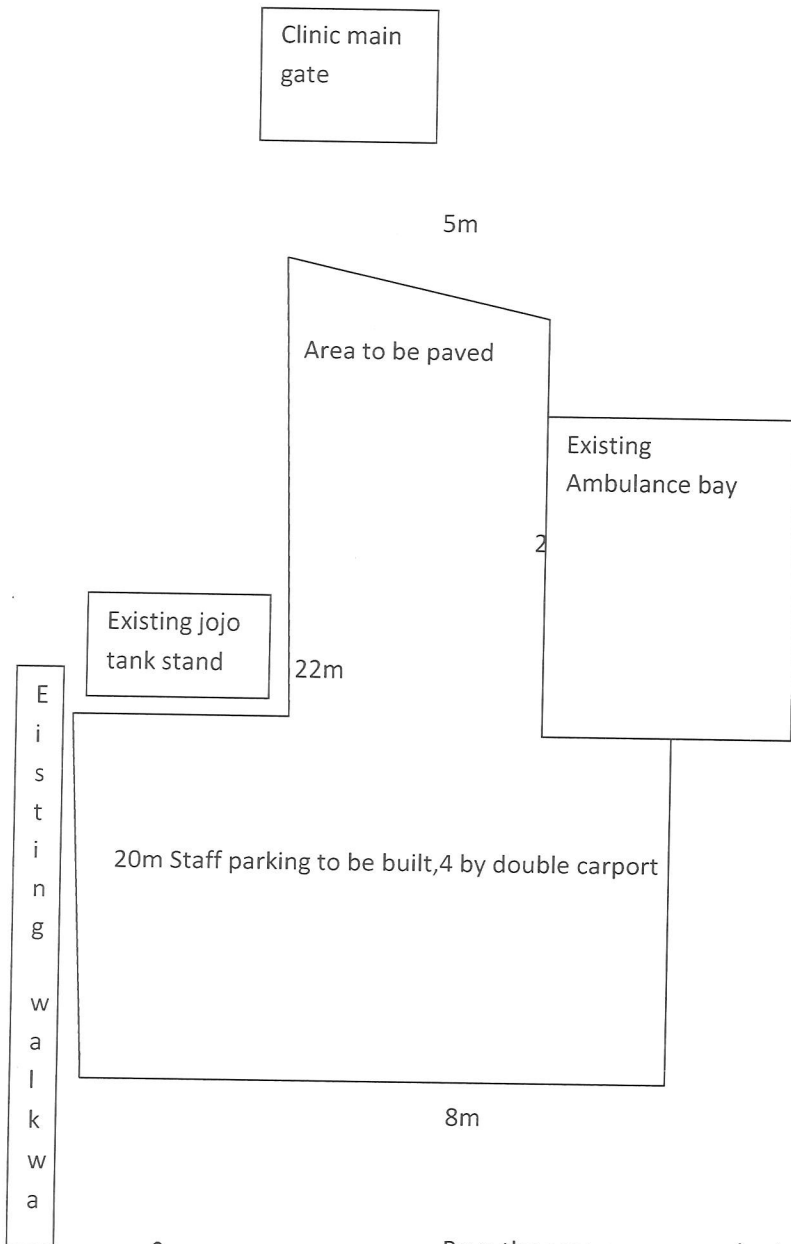 Clinic main
gate
5m
Area to be paved
Existing
Ambulance bay
2
Existing jojo
tank stand
22m
E
i
s
t
i
n
g
w
a
l
k
w
a
20m Staff parking to be built,4 by double carport
8m